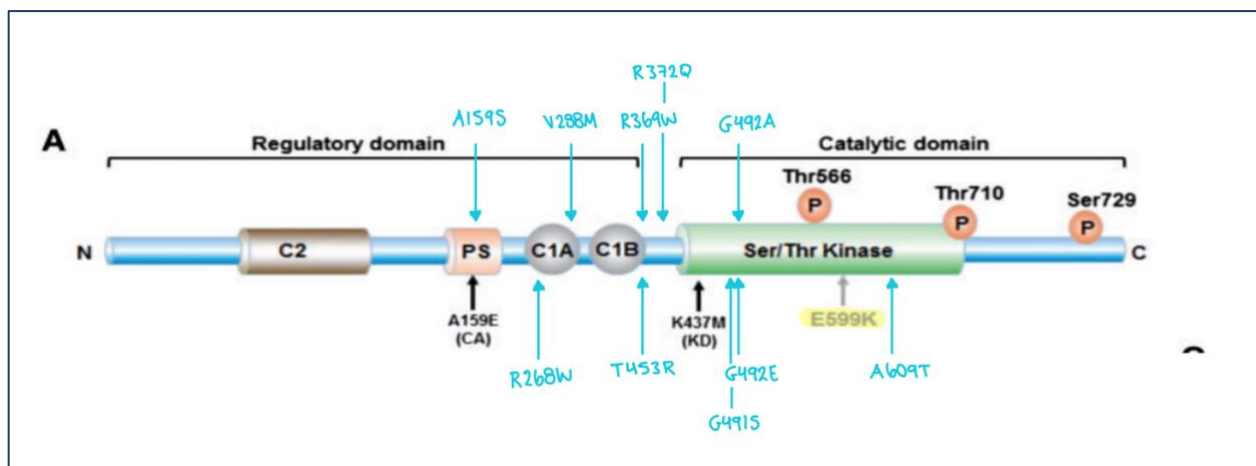 R372Q
A159S V288M R369W G492A
A
Regulatory domain Catalytic domain
Thr566
Thr710
Ser729
P
P
P
N C2 PS C1A C1B Ser/Thr Kinase C
A159E
(CA)
K437M
(KD)
E599K
R268W T453R G492E A609T
G491S